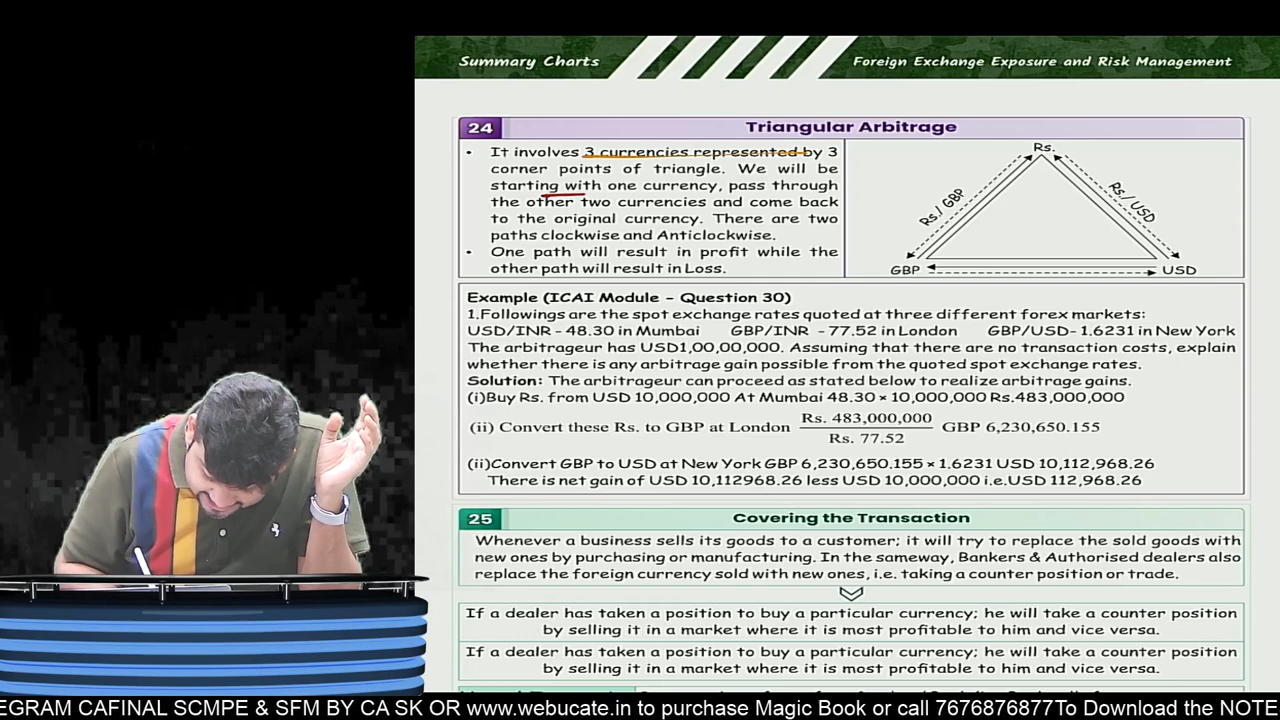 Summary Charts
Foreign Exchange Exposure and Risk Management
24
Triangular Arbitrage
• It involves 3 currencies represented by 3
corner points of triangle. We will be
starting with one currency, pass through
the other two currencies and come back
to the original currency. There are two
paths clockwise and Anticlockwise.
• One path will result in profit while the
other path will result in Loss.
Rs.
Rs./ GBP
Rs./ USD
GBP
USD
Example (ICAI Module - Question 30)
1.Followings are the spot exchange rates quoted at three different forex markets:
USD/INR - 48.30 in Mumbai GBP/INR - 77.52 in London GBP/USD- 1.6231 in New York
The arbitrageur has USD1,00,00,000. Assuming that there are no transaction costs, explain
whether there is any arbitrage gain possible from the quoted spot exchange rates.
Solution: The arbitrageur can proceed as stated below to realize arbitrage gains.
(i)Buy Rs. from USD 10,000,000 At Mumbai 48.30 × 10,000,000 Rs.483,000,000
(ii) Convert these Rs. to GBP at London Rs. 483,000,000 / Rs. 77.52 GBP 6,230,650.155
(ii)Convert GBP to USD at New York GBP 6,230,650.155 × 1.6231 USD 10,112,968.26
There is net gain of USD 10,112968.26 less USD 10,000,000 i.e.USD 112,968.26
25
Covering the Transaction
Whenever a business sells its goods to a customer; it will try to replace the sold goods with
new ones by purchasing or manufacturing. In the sameway, Bankers & Authorised dealers also
replace the foreign currency sold with new ones, i.e. taking a counter position or trade.
If a dealer has taken a position to buy a particular currency; he will take a counter position
by selling it in a market where it is most profitable to him and vice versa.
If a dealer has taken a position to buy a particular currency; he will take a counter position
by selling it in a market where it is most profitable to him and vice versa.
EGRAM CAFINAL SCMPE & SFM BY CA SK OR www.webucate.in to purchase Magic Book or call 7676876877To Download the NOTE